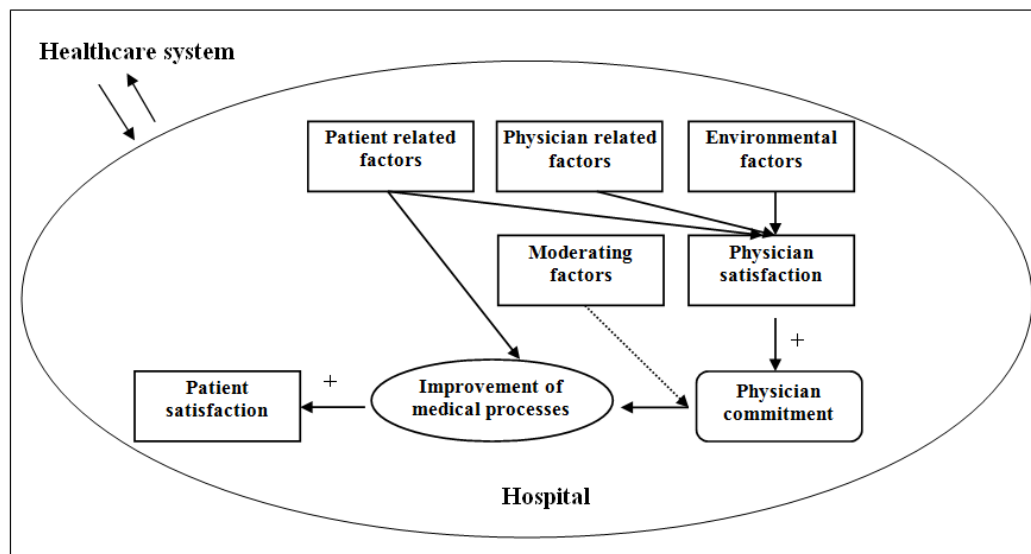 Healthcare system
Patient related
factors
Physician related
factors
Environmental
factors
Moderating
factors
Physician
satisfaction
+
Patient
satisfaction
+
Improvement of
medical processes
Physician
commitment
Hospital